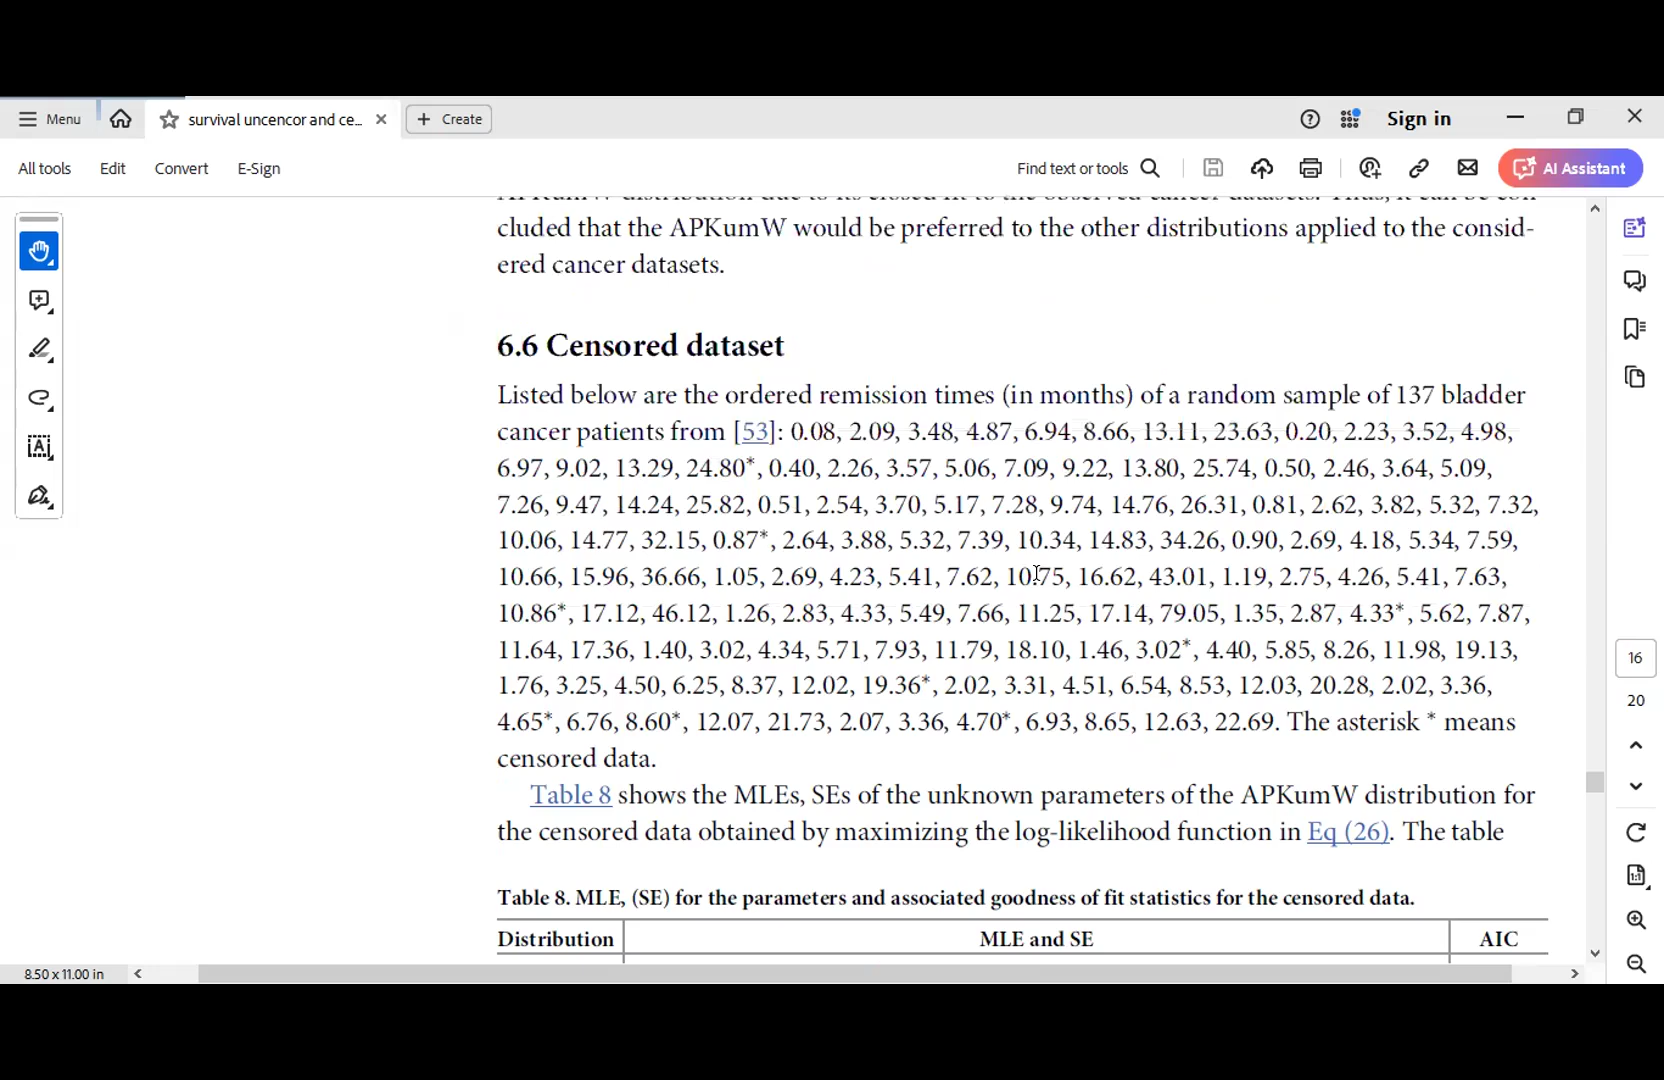 Menu
survival uncencor and ce...
Create
Sign in
All tools
Edit
Convert
E-Sign
Find text or tools
AI Assistant
cluded that the APKumW would be preferred to the other distributions applied to the consid-
ered cancer datasets.
6.6 Censored dataset
Listed below are the ordered remission times (in months) of a random sample of 137 bladder
cancer patients from [53]: 0.08, 2.09, 3.48, 4.87, 6.94, 8.66, 13.11, 23.63, 0.20, 2.23, 3.52, 4.98,
6.97, 9.02, 13.29, 24.80*, 0.40, 2.26, 3.57, 5.06, 7.09, 9.22, 13.80, 25.74, 0.50, 2.46, 3.64, 5.09,
7.26, 9.47, 14.24, 25.82, 0.51, 2.54, 3.70, 5.17, 7.28, 9.74, 14.76, 26.31, 0.81, 2.62, 3.82, 5.32, 7.32,
10.06, 14.77, 32.15, 0.87*, 2.64, 3.88, 5.32, 7.39, 10.34, 14.83, 34.26, 0.90, 2.69, 4.18, 5.34, 7.59,
10.66, 15.96, 36.66, 1.05, 2.69, 4.23, 5.41, 7.62, 10.75, 16.62, 43.01, 1.19, 2.75, 4.26, 5.41, 7.63,
10.86*, 17.12, 46.12, 1.26, 2.83, 4.33, 5.49, 7.66, 11.25, 17.14, 79.05, 1.35, 2.87, 4.33*, 5.62, 7.87,
11.64, 17.36, 1.40, 3.02, 4.34, 5.71, 7.93, 11.79, 18.10, 1.46, 3.02*, 4.40, 5.85, 8.26, 11.98, 19.13,
1.76, 3.25, 4.50, 6.25, 8.37, 12.02, 19.36*, 2.02, 3.31, 4.51, 6.54, 8.53, 12.03, 20.28, 2.02, 3.36,
4.65*, 6.76, 8.60*, 12.07, 21.73, 2.07, 3.36, 4.70*, 6.93, 8.65, 12.63, 22.69. The asterisk * means
censored data.
Table 8 shows the MLEs, SEs of the unknown parameters of the APKumW distribution for
the censored data obtained by maximizing the log-likelihood function in Eq (26). The table
Table 8. MLE, (SE) for the parameters and associated goodness of fit statistics for the censored data.
Distribution MLE and SE AIC
16
20
8.50 x 11.00 in